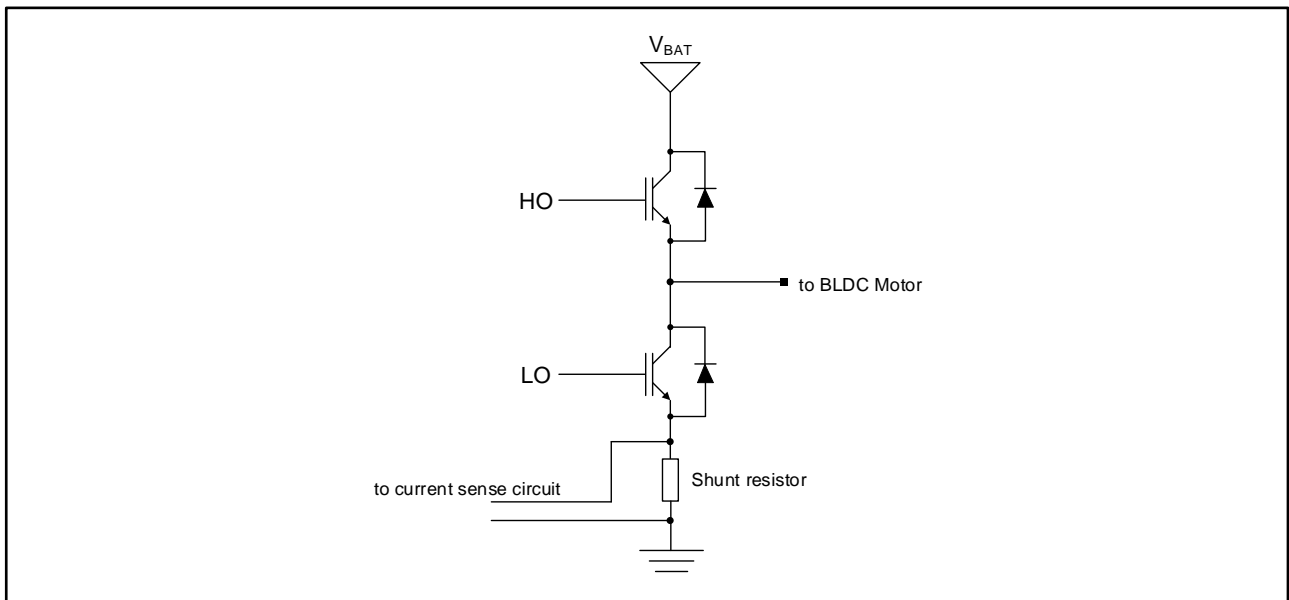 VBAT
HO
to BLDC Motor
LO
Shunt resistor
to current sense circuit